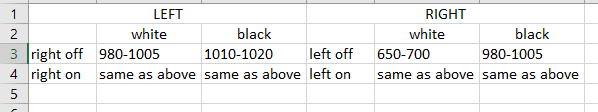 1 LEFT RIGHT
2 white black white black
3 right off 980-1005 1010-1020 left off 650-700 980-1005
4 right on same as above same as above left on same as above same as above
5